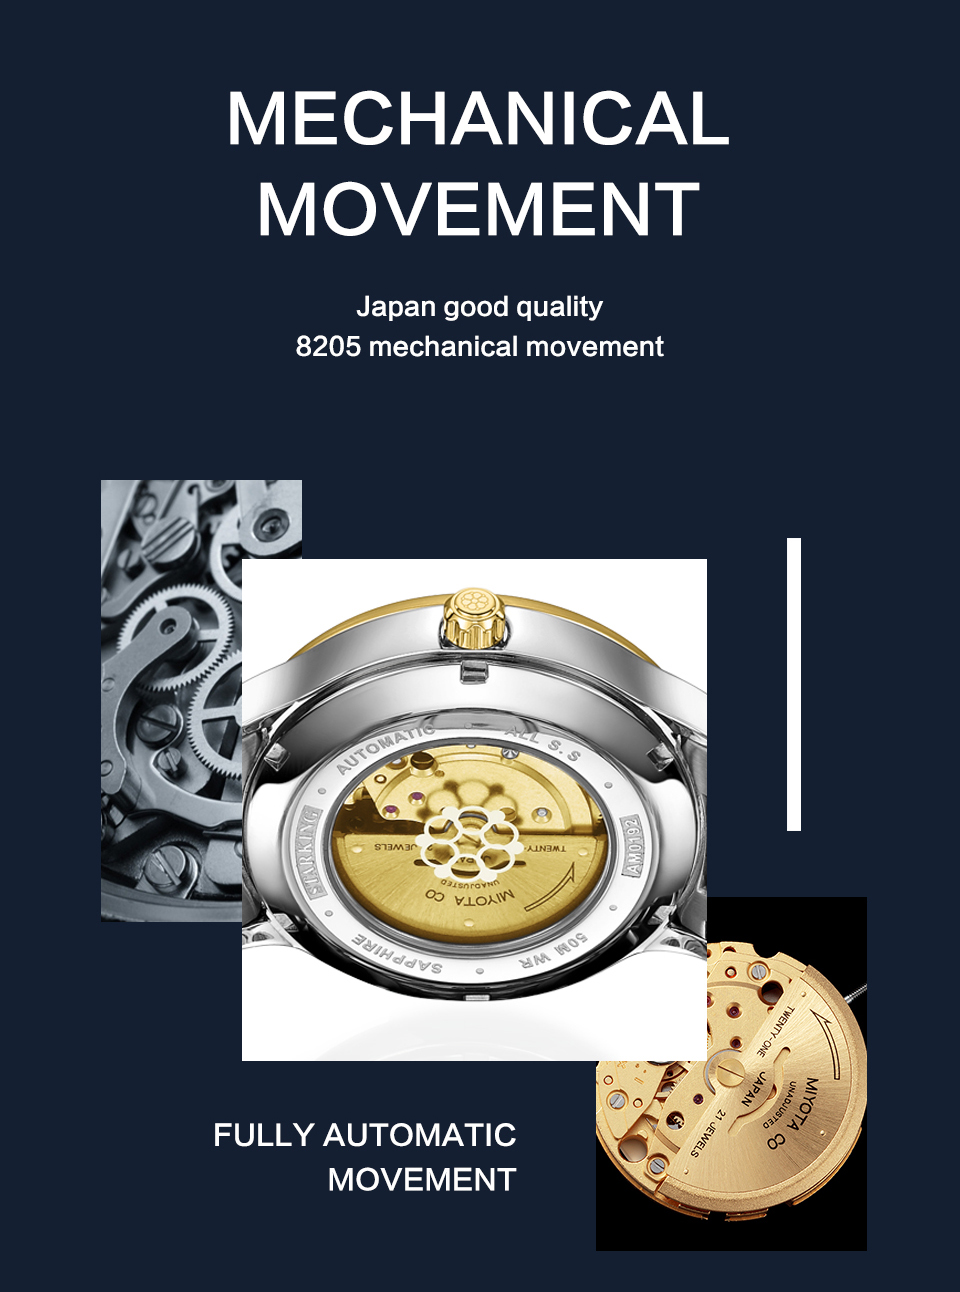 MECHANICAL
MOVEMENT
Japan good quality
8205 mechanical movement
AUTOMATIC
ALL S.S
STARKING
AM0192
JEWELS
TWENTY-
UNADJUSTED
MIYOTA CO
SAPPHIRE
50M WR
TWENTY-ONE
21 JEWELS
JAPAN
UNADJUSTED
MIYOTA CO
FULLY AUTOMATIC
MOVEMENT